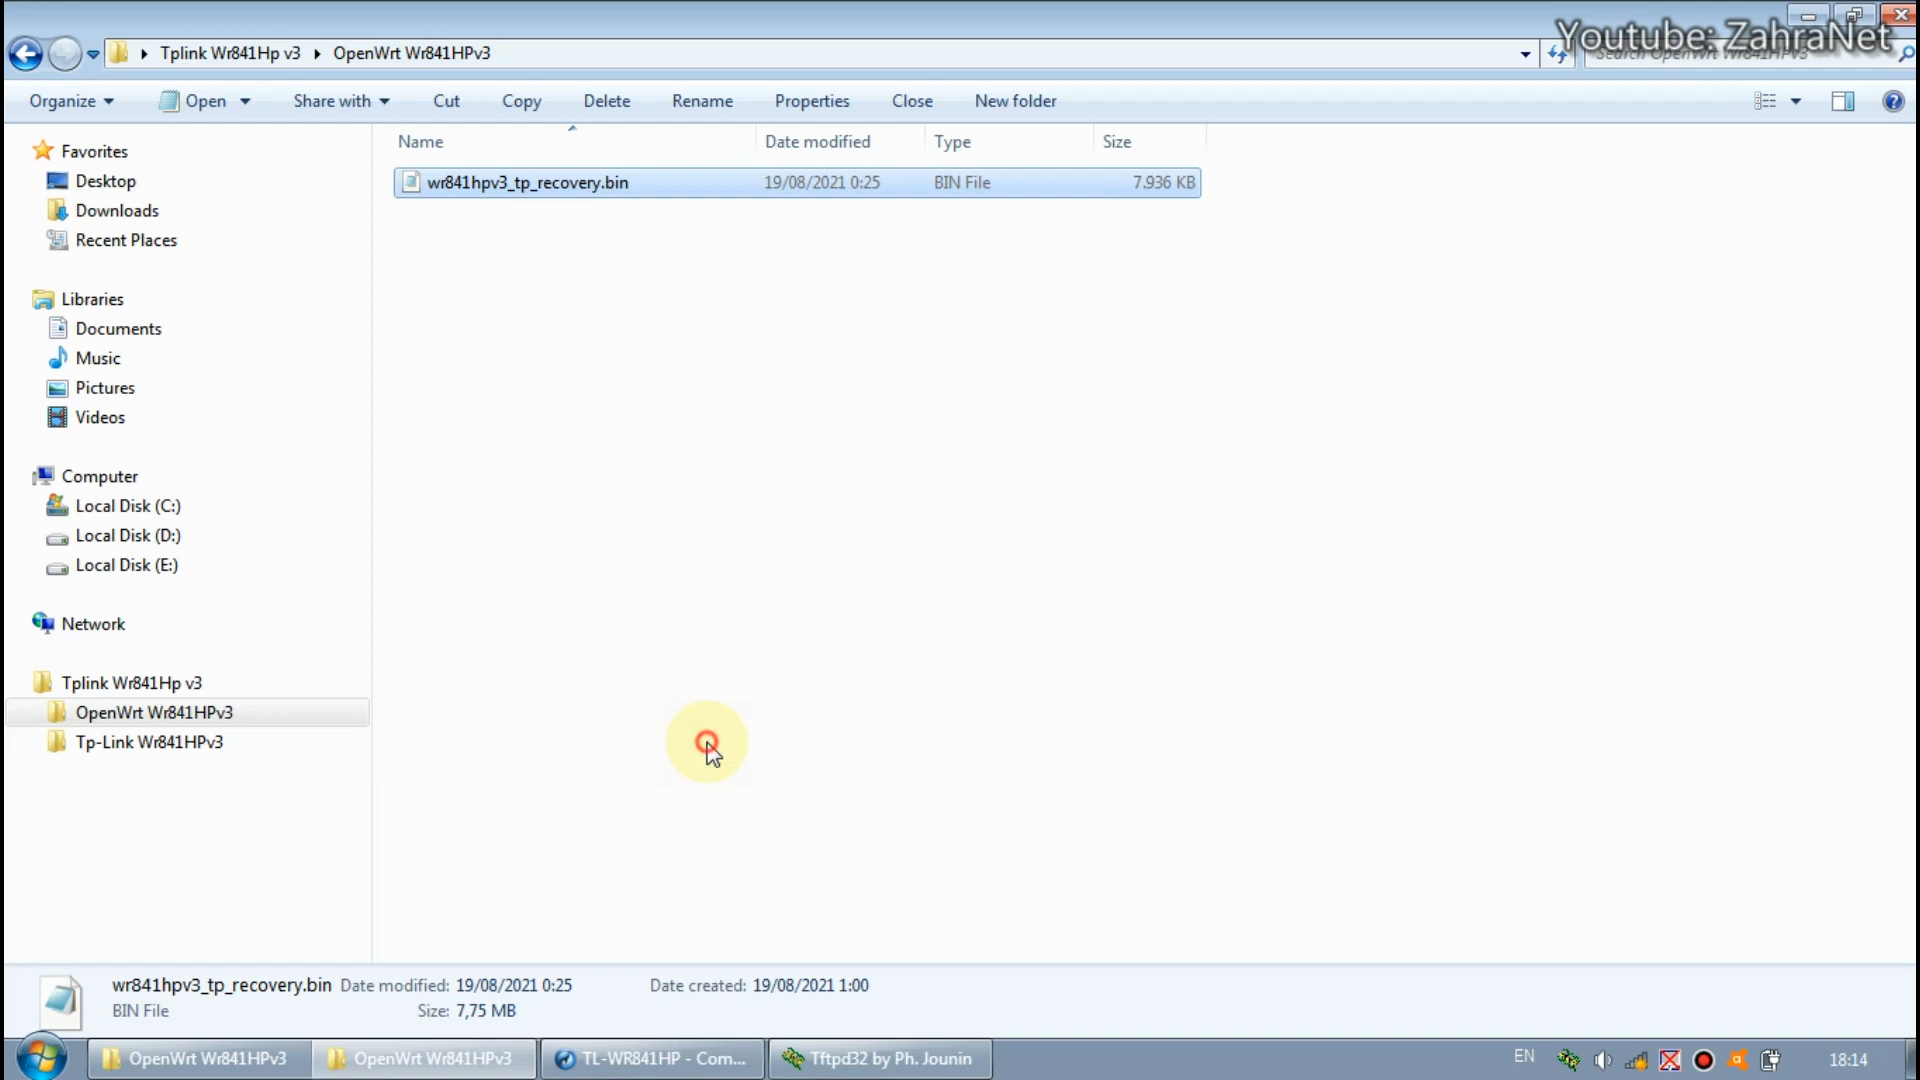 Youtube: ZahraNet
Tplink Wr841Hp v3
OpenWrt Wr841HPv3
Search OpenWrt Wr841HPv3
Organize
Open
Share with
Cut
Copy
Delete
Rename
Properties
Close
New folder
Name
Date modified
Type
Size
wr841hpv3_tp_recovery.bin
19/08/2021 0:25
BIN File
7.936 KB
Favorites
Desktop
Downloads
Recent Places
Libraries
Documents
Music
Pictures
Videos
Computer
Local Disk (C:)
Local Disk (D:)
Local Disk (E:)
Network
Tplink Wr841Hp v3
OpenWrt Wr841HPv3
Tp-Link Wr841HPv3
wr841hpv3_tp_recovery.bin Date modified: 19/08/2021 0:25 Date created: 19/08/2021 1:00
BIN File Size: 7,75 MB
OpenWrt Wr841HPv3
OpenWrt Wr841HPv3
TL-WR841HP - Com...
Tftpd32 by Ph. Jounin
EN
18:14